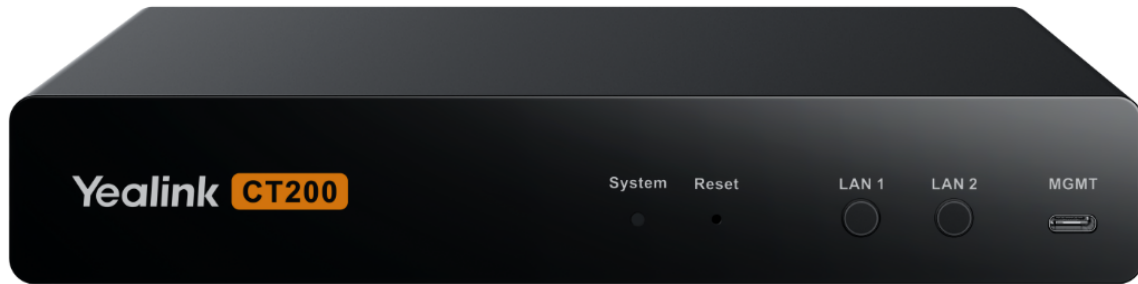 Yealink CT200
System
Reset
LAN 1
LAN 2
MGMT